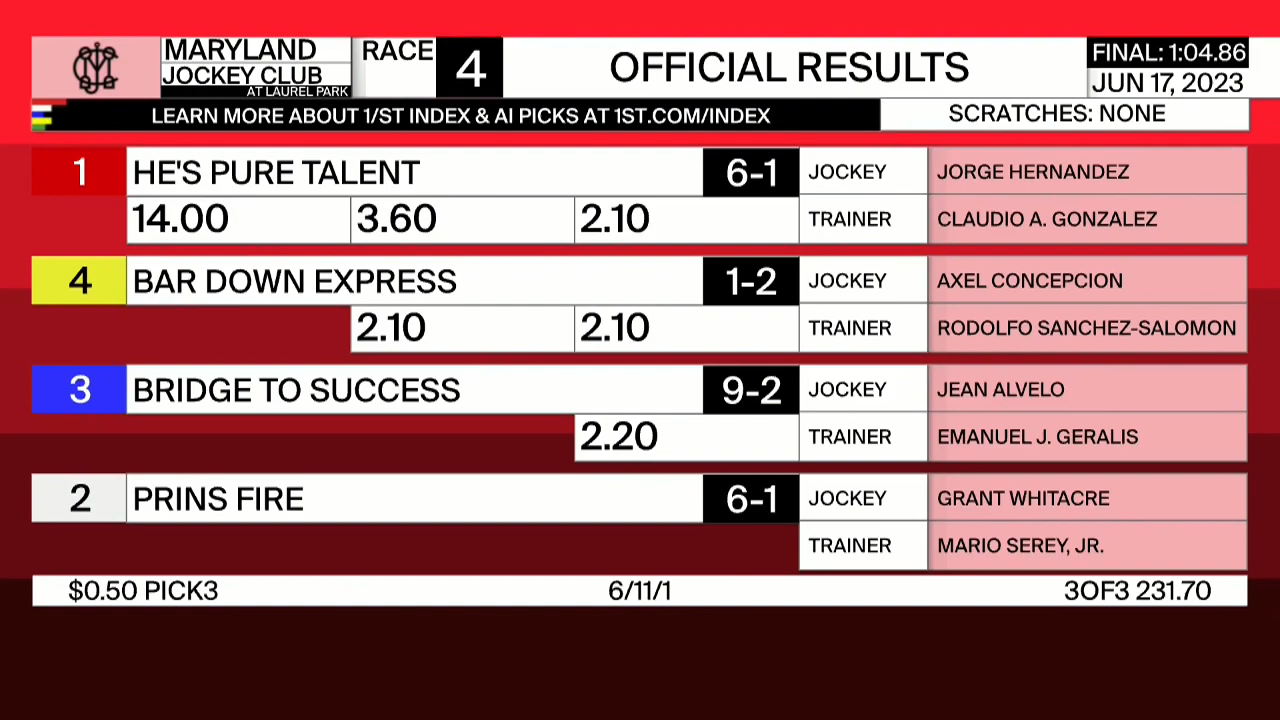 MARYLAND
JOCKEY CLUB
AT LAUREL PARK
RACE 4
OFFICIAL RESULTS
FINAL: 1:04.86
JUN 17, 2023
LEARN MORE ABOUT 1/ST INDEX & AI PICKS AT 1ST.COM/INDEX
SCRATCHES: NONE
1 HE'S PURE TALENT 6-1 JOCKEY JORGE HERNANDEZ
14.00 3.60 2.10 TRAINER CLAUDIO A. GONZALEZ
4 BAR DOWN EXPRESS 1-2 JOCKEY AXEL CONCEPCION
2.10 2.10 TRAINER RODOLFO SANCHEZ-SALOMON
3 BRIDGE TO SUCCESS 9-2 JOCKEY JEAN ALVELO
2.20 TRAINER EMANUEL J. GERALIS
2 PRINS FIRE 6-1 JOCKEY GRANT WHITACRE
TRAINER MARIO SEREY, JR.
$0.50 PICK3 6/11/1 3OF3 231.70